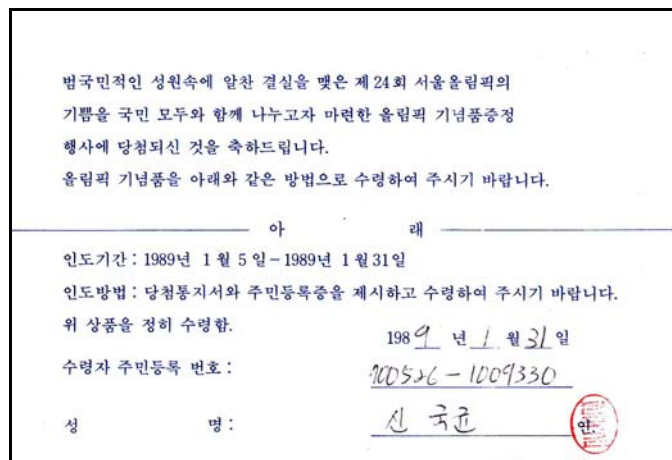 범국민적인 성원속에 알찬 결실을 맺은 제24회 서울올림픽의
기쁨을 국민 모두와 함께 나누고자 마련한 올림픽 기념품증정
행사에 당첨되신 것을 축하드립니다.
올림픽 기념품을 아래와 같은 방법으로 수령하여 주시기 바랍니다.
아 래
인도기간 : 1989년 1월 5일-1989년 1월31일
인도방법 : 당첨통지서와 주민등록증을 제시하고 수령하여 주시기 바랍니다.
위 상품을 정히 수령함.
1989 년 1 월 31 일
수령자 주민등록 번호 : 700526-1009330
성 명 : 신 국균 인.